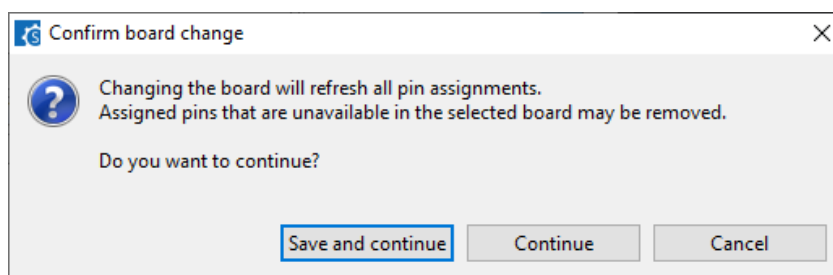 Confirm board change
Changing the board will refresh all pin assignments.
Assigned pins that are unavailable in the selected board may be removed.
Do you want to continue?
Save and continue
Continue
Cancel